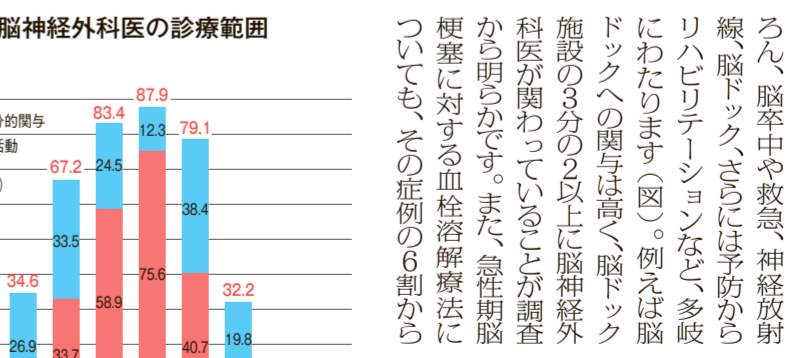 ろん、脳卒中や救急、神経放射
線、脳ドック、さらには予防から
リハビリテーションなど、多岐
にわたります（図）。例えば脳
ドックへの関与は高く、脳ドック
施設の3分の2以上に脳神経外
科医が関わっていることが調査
から明らかです。また、急性期脳
梗塞に対する血栓溶解療法に
ついても、その症例の6割から
脳神経外科医の診療範囲
的関与
活動
34.6
26.9
67.2
33.5
33.7
83.4
24.5
58.9
87.9
12.3
75.6
79.1
38.4
40.7
32.2
19.8